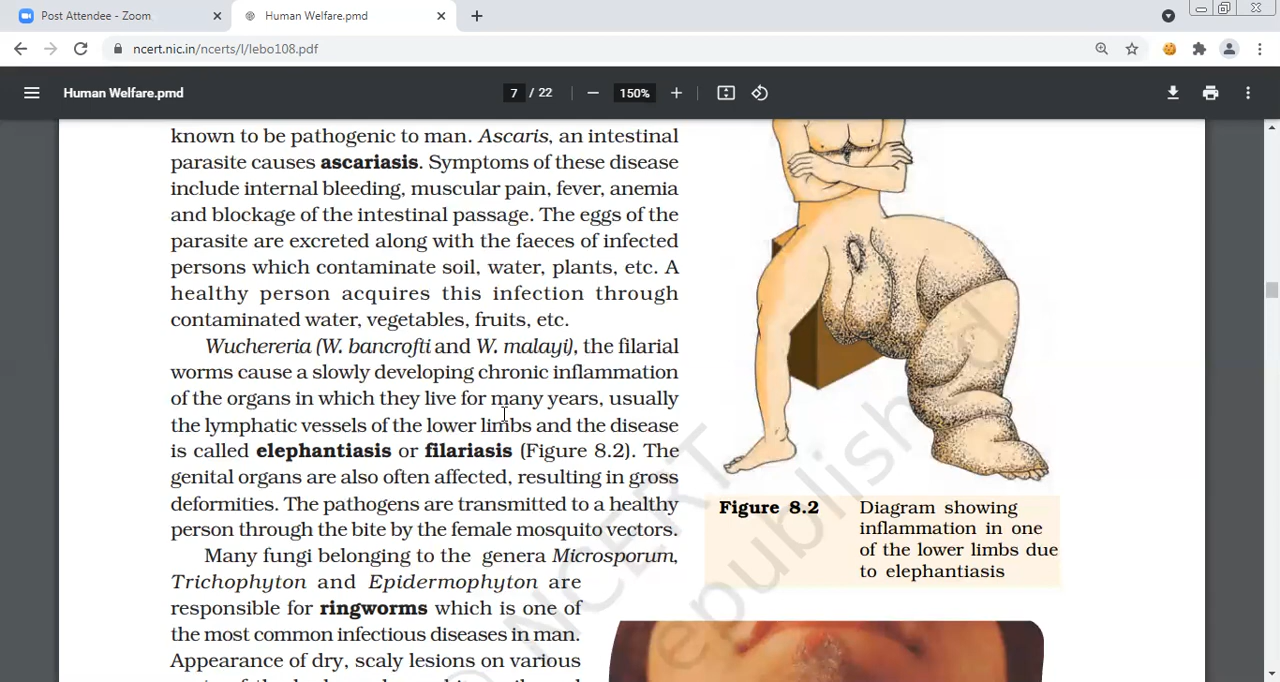 Post Attendee - Zoom
Human Welfare.pmd
ncert.nic.in/ncerts/l/lebo108.pdf
Human Welfare.pmd
7 / 22
150%
known to be pathogenic to man. Ascaris, an intestinal
parasite causes ascariasis. Symptoms of these disease
include internal bleeding, muscular pain, fever, anemia
and blockage of the intestinal passage. The eggs of the
parasite are excreted along with the faeces of infected
persons which contaminate soil, water, plants, etc. A
healthy person acquires this infection through
contaminated water, vegetables, fruits, etc.
Wuchereria (W. bancrofti and W. malayi), the filarial
worms cause a slowly developing chronic inflammation
of the organs in which they live for many years, usually
the lymphatic vessels of the lower limbs and the disease
is called elephantiasis or filariasis (Figure 8.2). The
genital organs are also often affected, resulting in gross
deformities. The pathogens are transmitted to a healthy
person through the bite by the female mosquito vectors.
Many fungi belonging to the genera Microsporum,
Trichophyton and Epidermophyton are
responsible for ringworms which is one of
the most common infectious diseases in man.
Appearance of dry, scaly lesions on various
Figure 8.2
Diagram showing
inflammation in one
of the lower limbs due
to elephantiasis
NCERT
republished